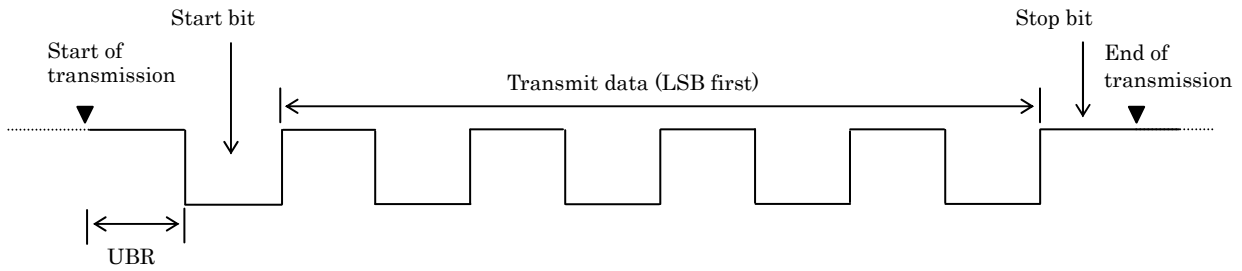 Start bit
Stop bit
Start of
transmission
End of
transmission
Transmit data (LSB first)
UBR